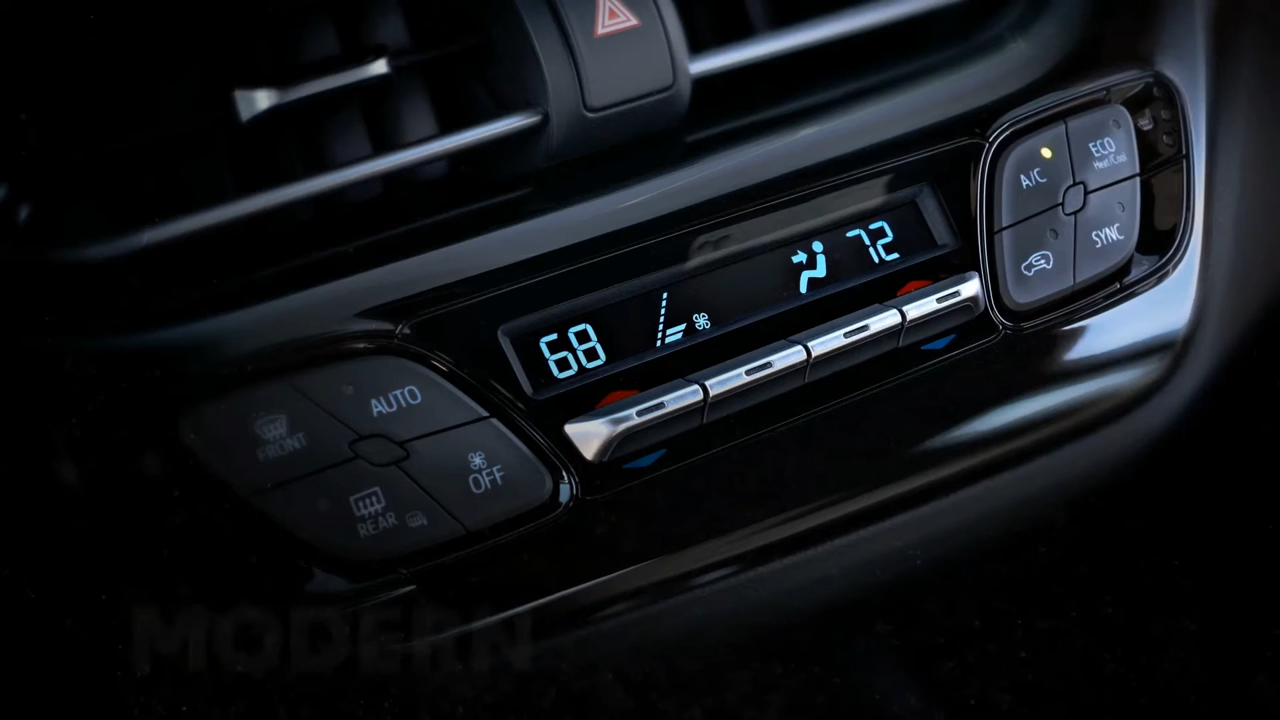 72
68
A/C
ECO
Heat/Cool
SYNC
AUTO
FRONT
OFF
REAR
MODERN